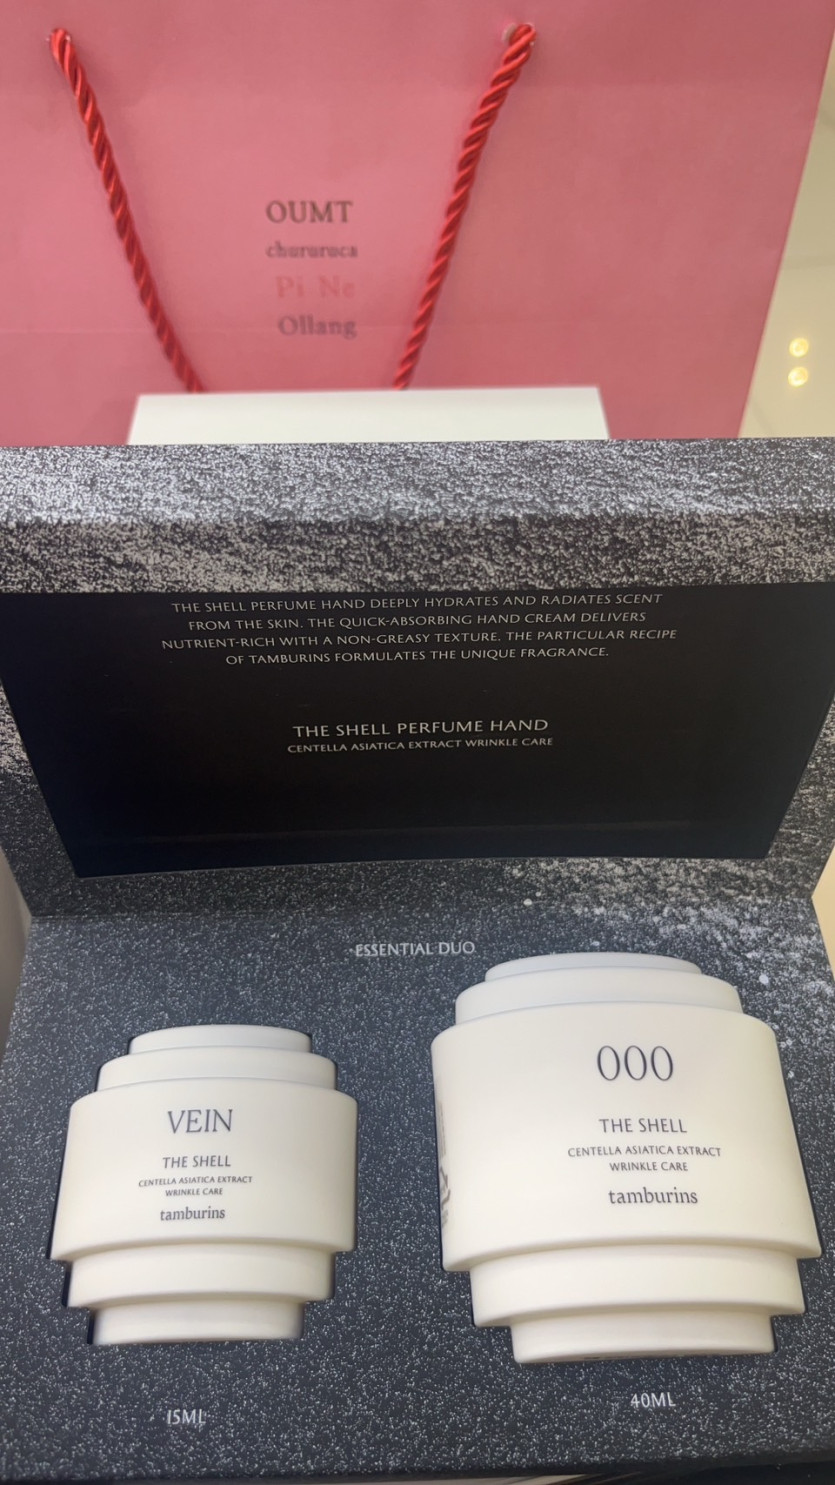 OUMT
chururuca
Pi Ne
Ollang
THE SHELL PERFUME HAND DEEPLY HYDRATES AND RADIATES SCENT
FROM THE SKIN. THE QUICK-ABSORBING HAND CREAM DELIVERS
NUTRIENT-RICH WITH A NON-GREASY TEXTURE. THE PARTICULAR RECIPE
OF TAMBURINS FORMULATES THE UNIQUE FRAGRANCE.
THE SHELL PERFUME HAND
CENTELLA ASIATICA EXTRACT WRINKLE CARE
ESSENTIAL DUO
VEIN
THE SHELL
CENTELLA ASIATICA EXTRACT
WRINKLE CARE
tamburins
15ML
000
THE SHELL
CENTELLA ASIATICA EXTRACT
WRINKLE CARE
tamburins
40ML